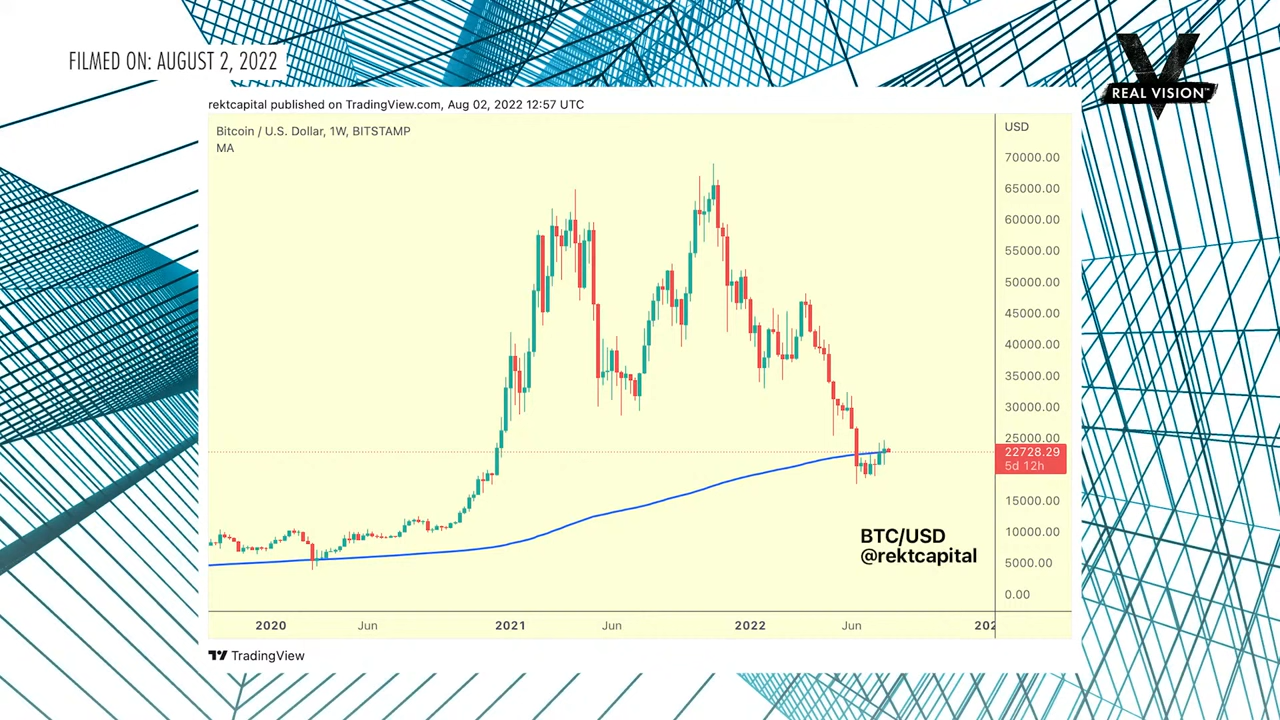 FILMED ON: AUGUST 2, 2022
REAL VISION™
rektcapital published on TradingView.com, Aug 02, 2022 12:57 UTC
Bitcoin / U.S. Dollar, 1W, BITSTAMP
MA
USD
70000.00
65000.00
60000.00
55000.00
50000.00
45000.00
40000.00
35000.00
30000.00
25000.00
22728.29
5d 12h
15000.00
10000.00
5000.00
0.00
BTC/USD
@rektcapital
2020 Jun 2021 Jun 2022 Jun 202
TradingView